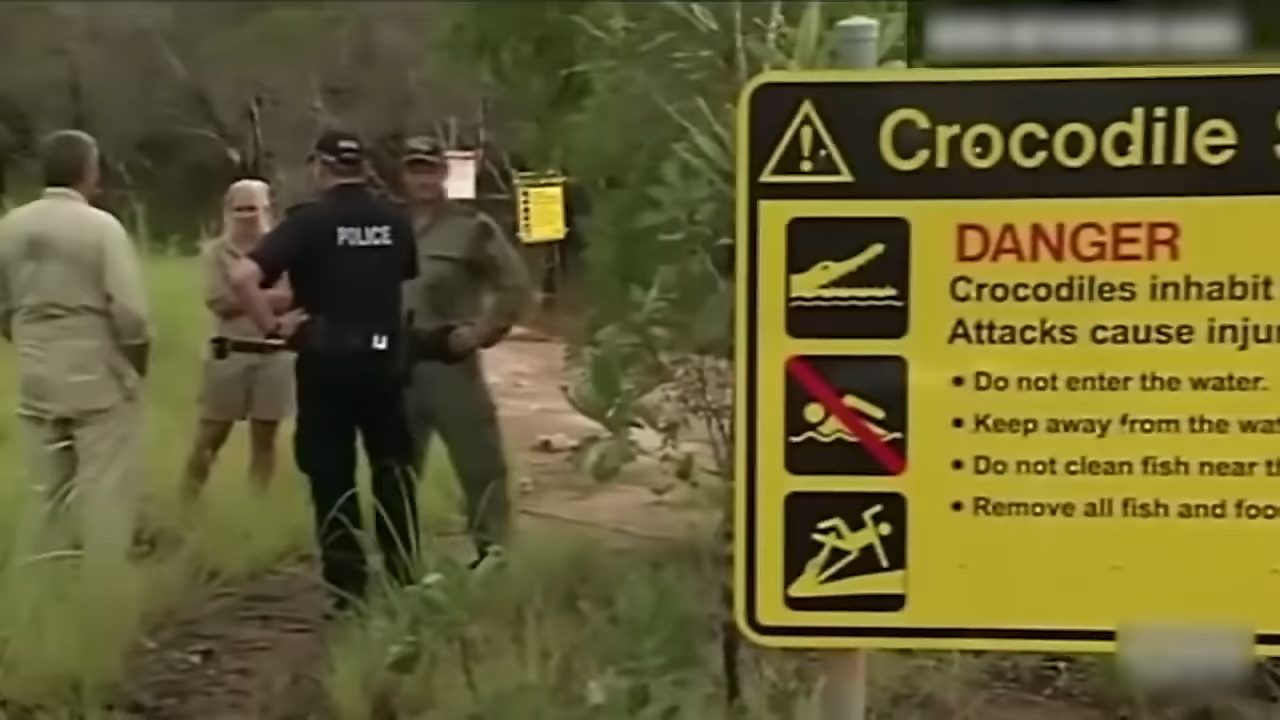 POLICE
Crocodile
DANGER
Crocodiles inhabit
Attacks cause
• Do not enter the water.
• Keep away from the
• Do not clean fish near
• Remove all fish and